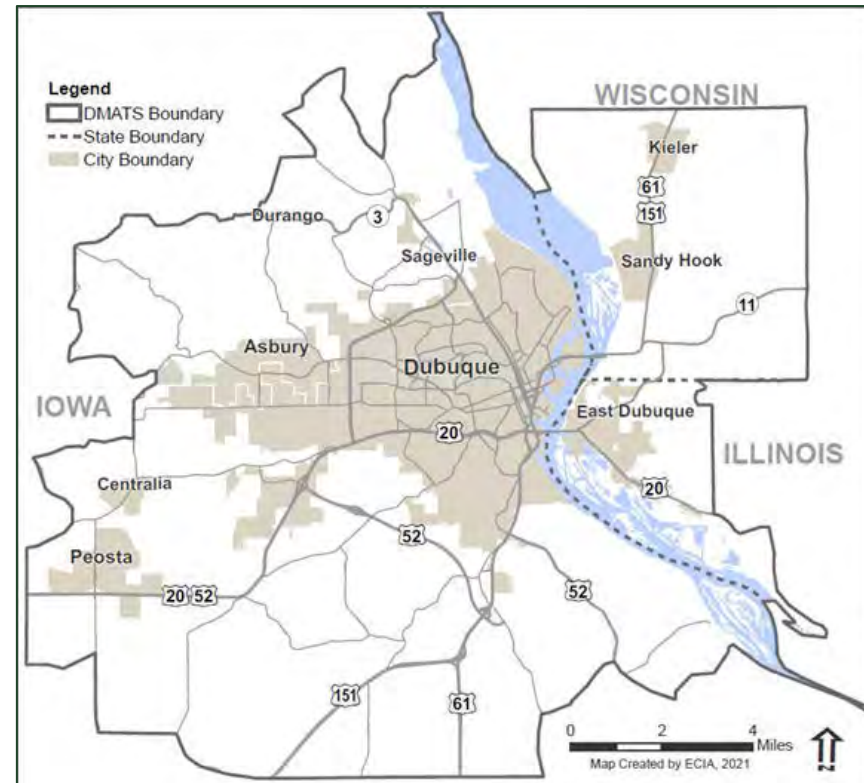 Legend
DMATS Boundary
State Boundary
City Boundary
WISCONSIN
Kieler
61
151
Durango
3
Sageville
Sandy Hook
11
Asbury
Dubuque
IOWA
East Dubuque
20
ILLINOIS
Centralia
20
52
Peosta
20 52
52
151
61
0 2 4
Miles
Map Created by ECIA, 2021
N